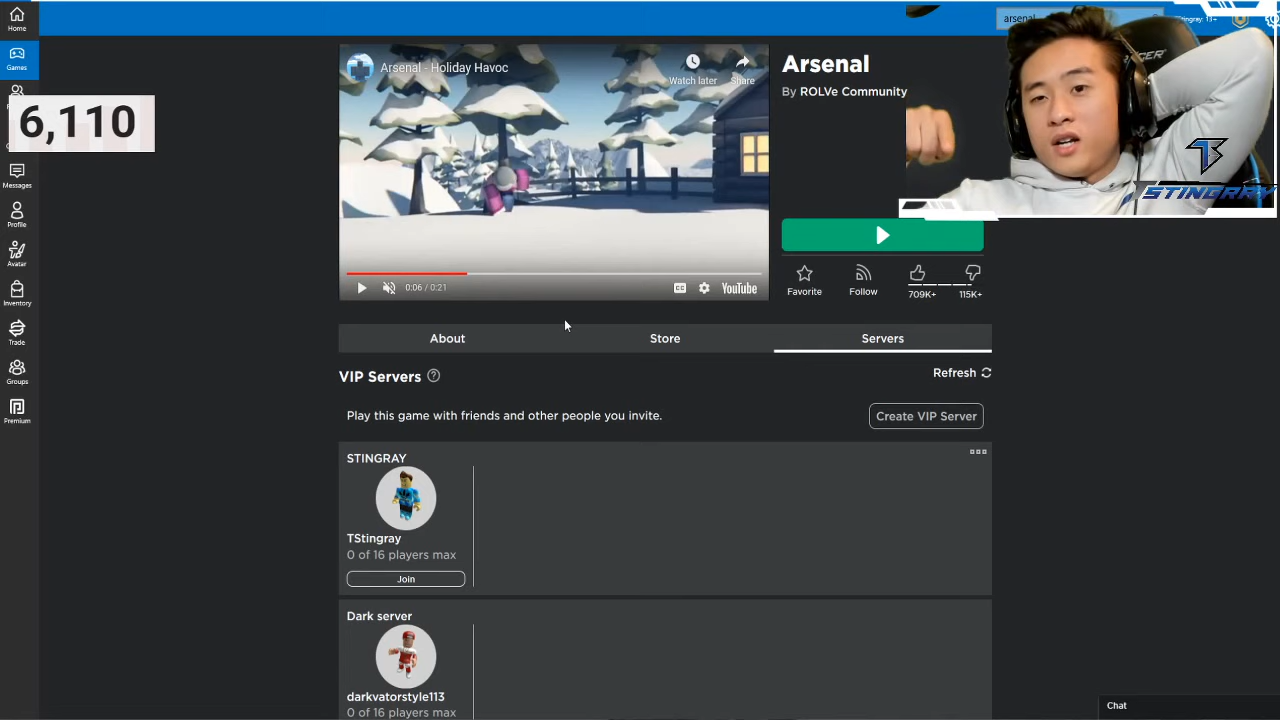 Home
Games
6,110
Messages
Profile
Avatar
Inventory
Trade
Groups
Premium
arsenal
Stingray: 13+
Arsenal - Holiday Havoc
Watch later
Share
0:06 / 0:21
CC
YouTube
Arsenal
By ROLVe Community
STINGRAY
Favorite
Follow
709K+
115K+
About
Store
Servers
VIP Servers
Refresh
Play this game with friends and other people you invite.
Create VIP Server
STINGRAY
TStingray
0 of 16 players max
Join
Dark server
darkvatorstyle113
0 of 16 players max
Chat